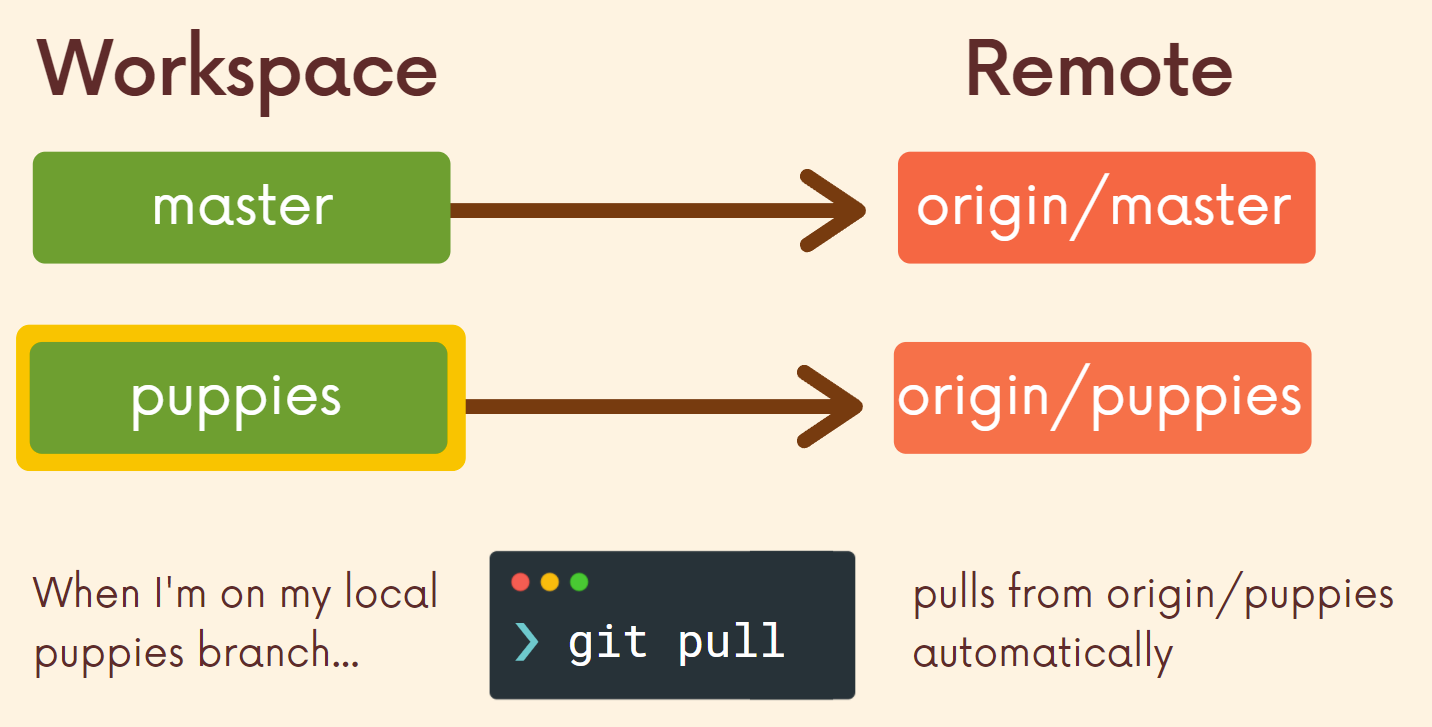 Workspace
Remote
master
origin/master
puppies
origin/puppies
When I'm on my local
puppies branch...
❯ git pull
pulls from origin/puppies
automatically